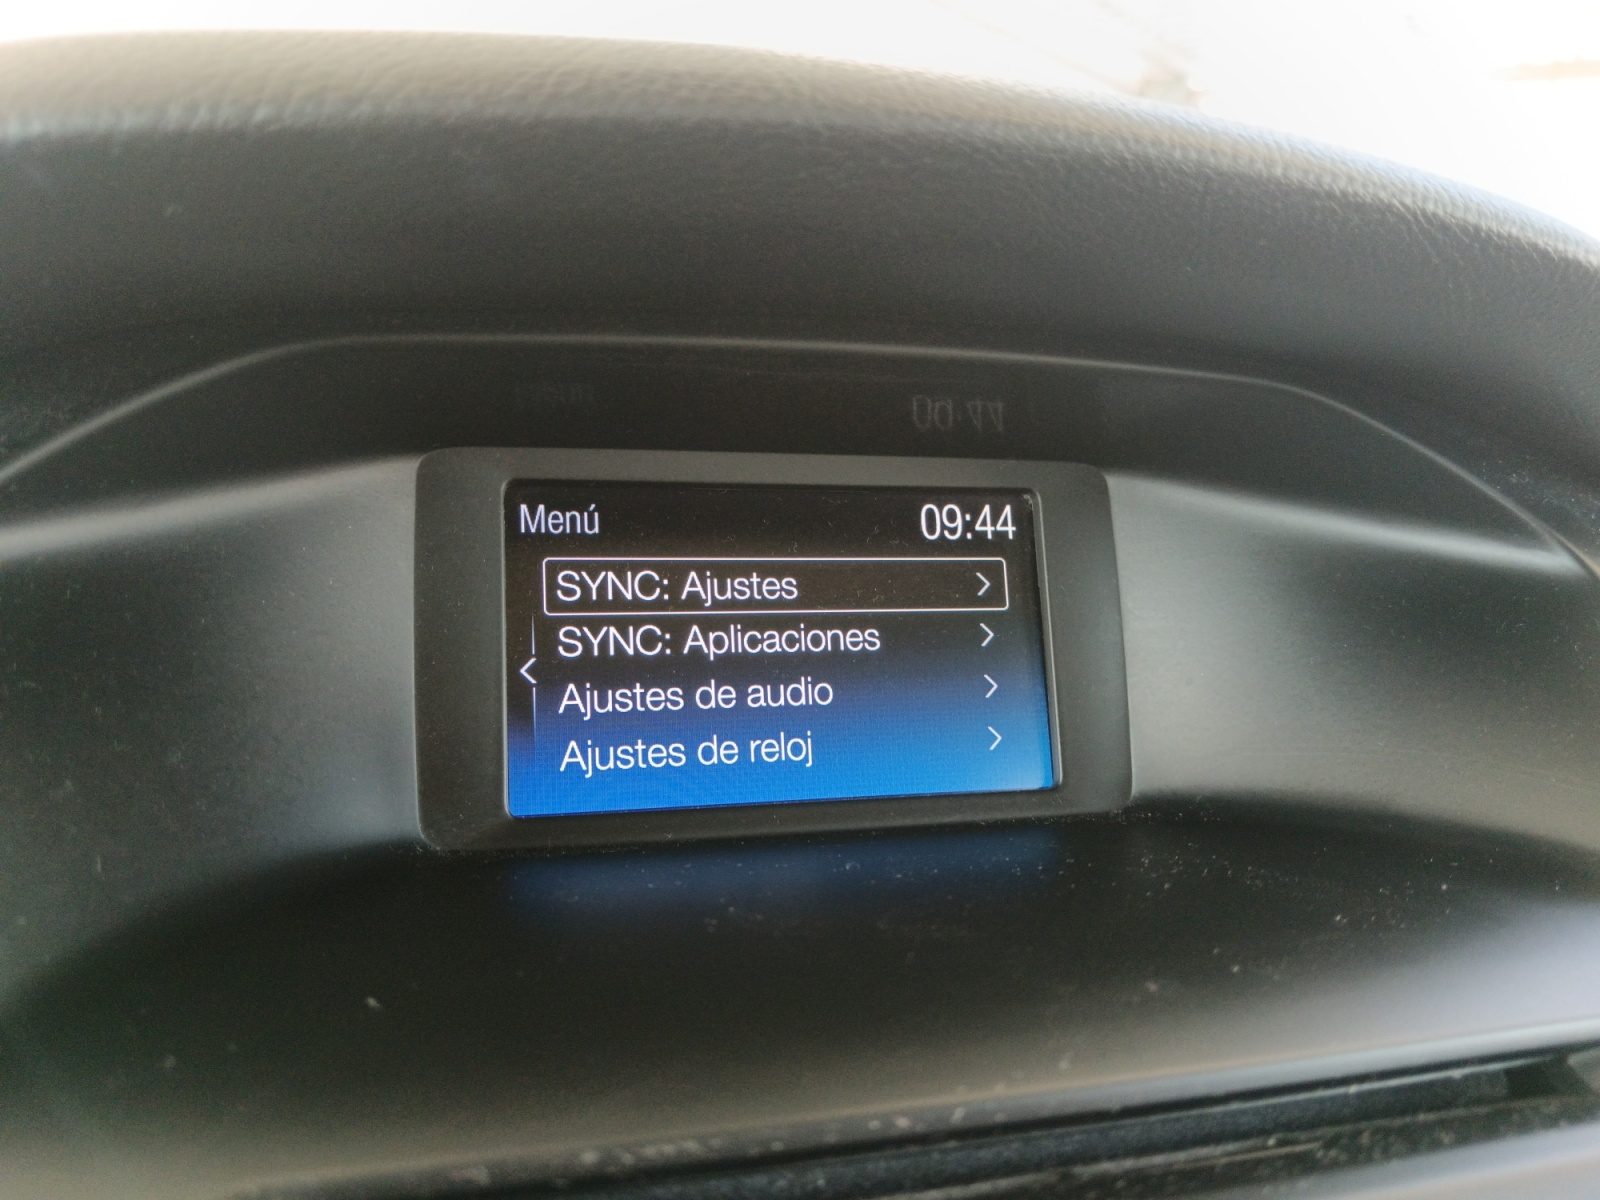 Menú 09:44
SYNC: Ajustes
SYNC: Aplicaciones
Ajustes de audio
Ajustes de reloj